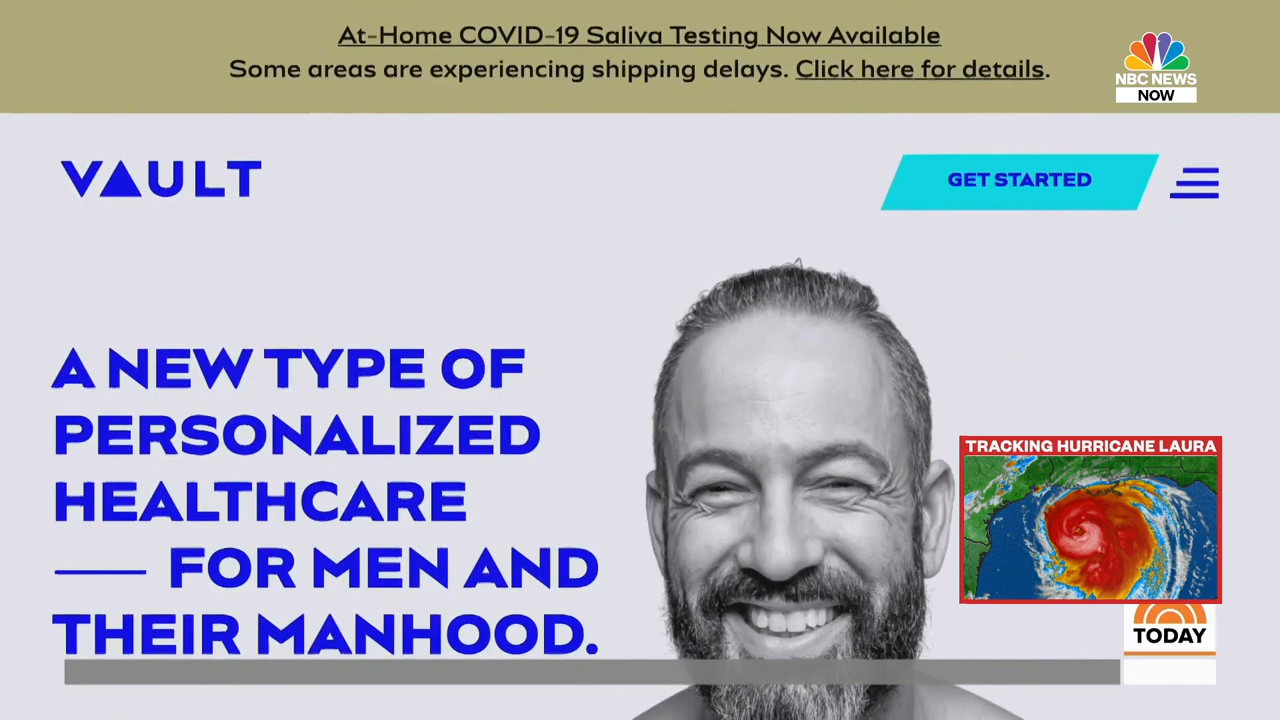 At-Home COVID-19 Saliva Testing Now Available
Some areas are experiencing shipping delays. Click here for details.
NBC NEWS
NOW
VAULT
GET STARTED
A NEW TYPE OF
PERSONALIZED
HEALTHCARE
— FOR MEN AND
THEIR MANHOOD.
TRACKING HURRICANE LAURA
TODAY